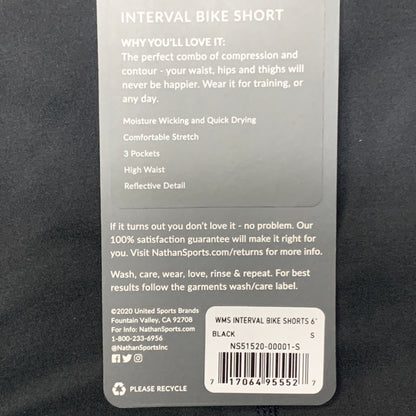 INTERVAL BIKE SHORT
WHY YOU'LL LOVE IT:
The perfect combo of compression and
contour - your waist, hips and thighs will
never be happier. Wear it for training, or
any day.
Moisture Wicking and Quick Drying
Comfortable Stretch
3 Pockets
High Waist
Reflective Detail
If it turns out you don't love it - no problem. Our
100% satisfaction guarantee will make it right for
you. Visit NathanSports.com/returns for more info.
Wash, care, wear, love, rinse & repeat. For best
results follow the garments wash/care label.
©2020 United Sports Brands
Fountain Valley, CA 92708
For Info: NathanSports.com
1-800-233-6956
@NathanSportsInc
PLEASE RECYCLE
WMS INTERVAL BIKE SHORTS 6"
BLACK S
NS51520-00001-S
7 17064 95552 7